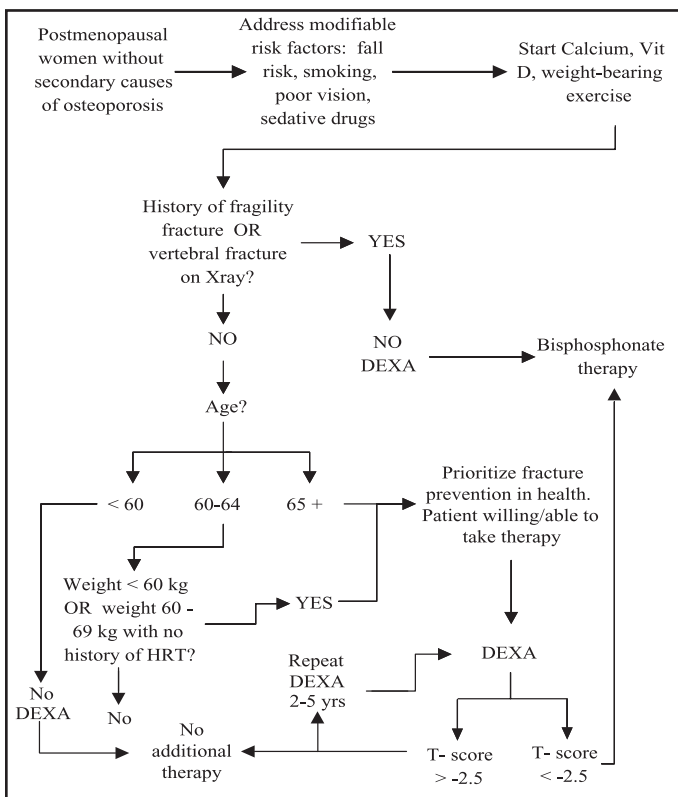 Postmenopausal
women without
secondary causes
of osteoporosis
Address modifiable
risk factors: fall
risk, smoking,
poor vision,
sedative drugs
Start Calcium, Vit
D, weight-bearing
exercise
History of fragility
fracture OR
vertebral fracture
on Xray?
YES
NO
NO
DEXA
Bisphosphonate
therapy
Age?
< 60
60-64
65 +
Prioritize fracture
prevention in health.
Patient willing/able to
take therapy
Weight < 60 kg
OR weight 60 -
69 kg with no
history of HRT?
YES
No
DEXA
No
Repeat
DEXA
2-5 yrs
DEXA
No
additional
therapy
T- score
> -2.5
T- score
< -2.5